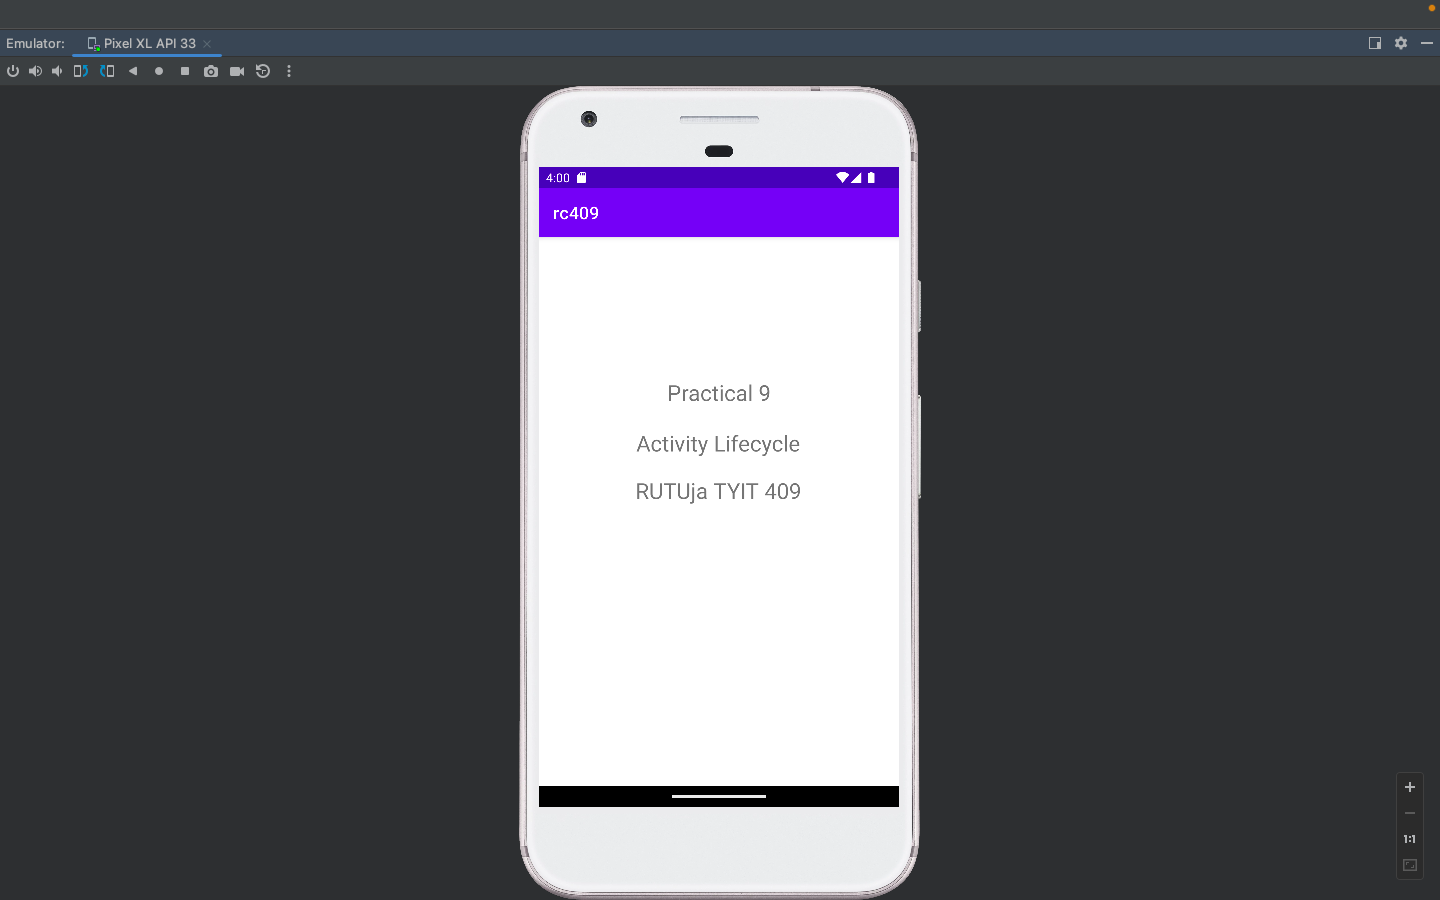 Emulator: Pixel XL API 33
4:00
rc409
Practical 9
Activity Lifecycle
RUTUja TYIT 409
1:1